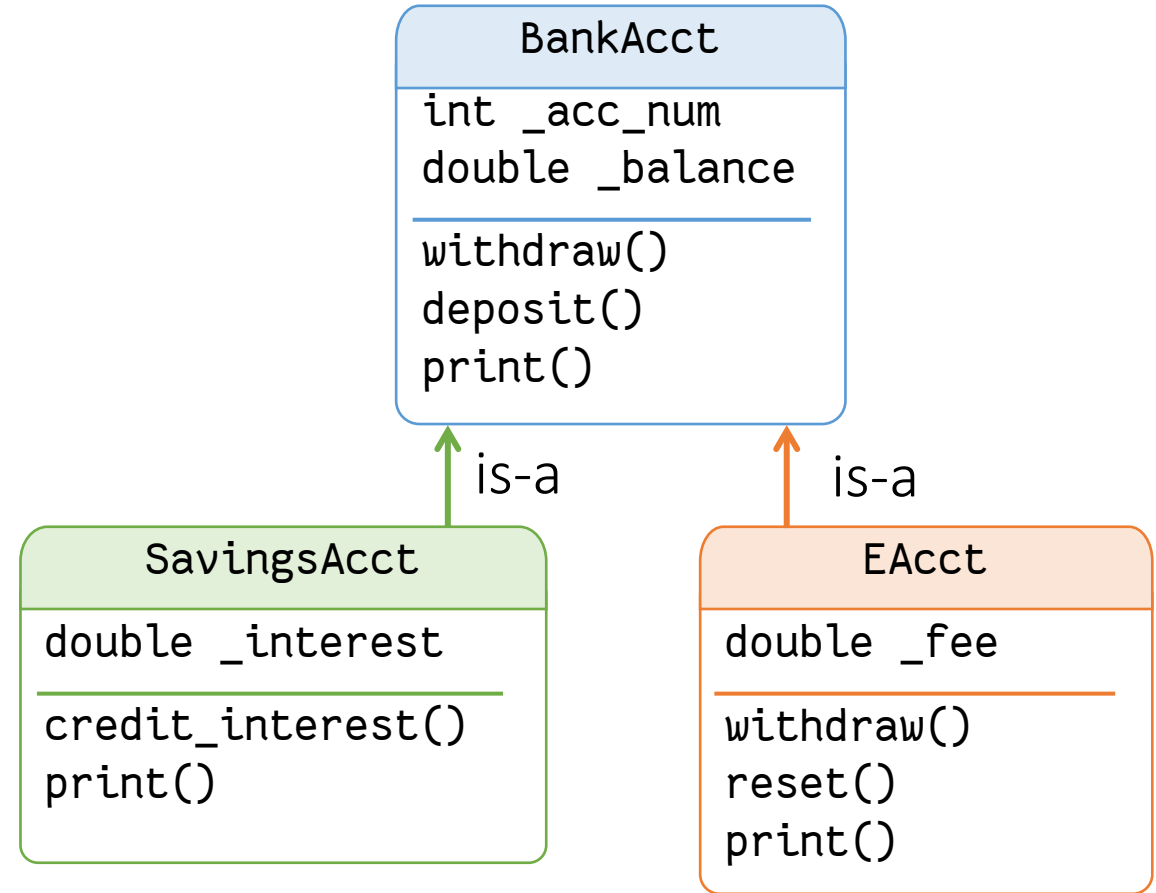 BankAcct
int _acc_num
double _balance
withdraw()
deposit()
print()
is-a
is-a
SavingsAcct
double _interest
credit_interest()
print()
EAcct
double _fee
withdraw()
reset()
print()